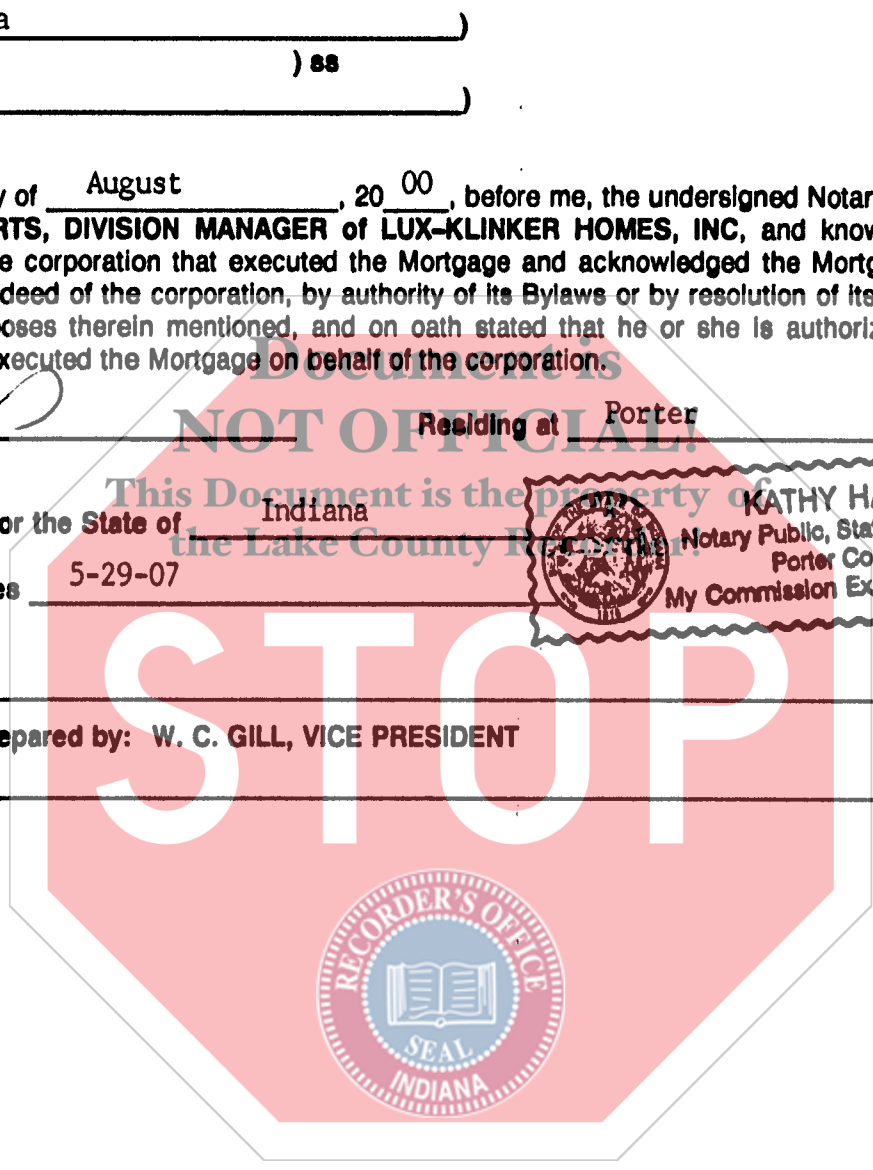 a )
) ss
)
y of August , 20 00 , before me, the undersigned Notar
RTS, DIVISION MANAGER of LUX-KLINKER HOMES, INC, and know
e corporation that executed the Mortgage and acknowledged the Mortg
deed of the corporation, by authority of its Bylaws or by resolution of its
oses therein mentioned, and on oath stated that he or she is authoriz
xecuted the Mortgage on behalf of the corporation.
Document is
NOT OFFICIAL!
Residing at Porter
This Document is the property of
the Lake County Recorder!
or the State of Indiana
KATHY HA
Notary Public, Stat
Porter Co
My Commission Ex
1816
es 5-29-07
STOP
epared by: W. C. GILL, VICE PRESIDENT
RECORDER'S OFFICE
SEAL
INDIANA